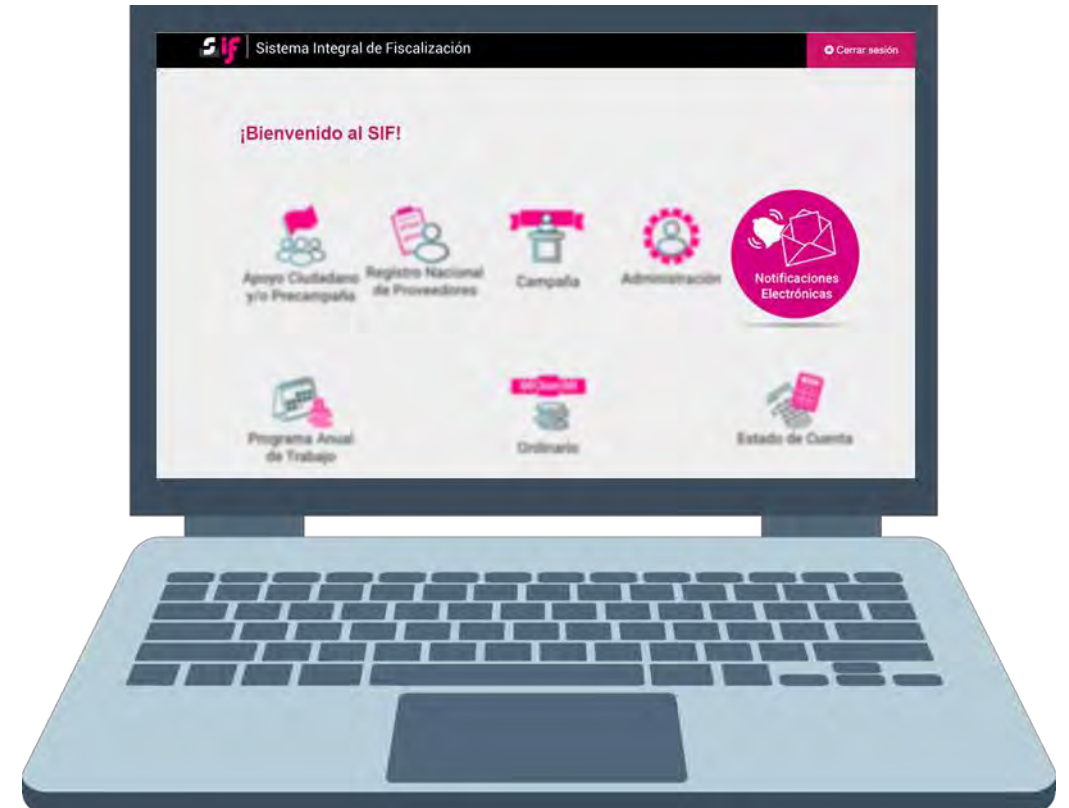 sif Sistema Integral de Fiscalización
Cerrar sesión
¡Bienvenido al SIF!
Apoyo Ciudadano
y/o Precampaña
Registro Nacional
de Proveedores
Campaña
Administración
Notificaciones
Electrónicas
Programa Anual
de Trabajo
Ordinario
Estado de Cuenta